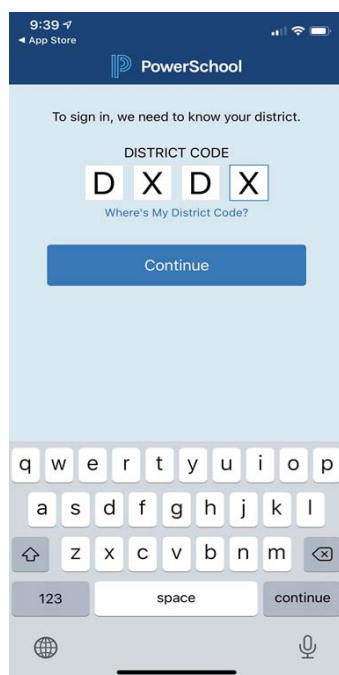 9:39
◀ App Store
PowerSchool
To sign in, we need to know your district.
DISTRICT CODE
D X D X
Where's My District Code?
Continue
q w e r t y u i o p
a s d f g h j k l
z x c v b n m
123 space continue